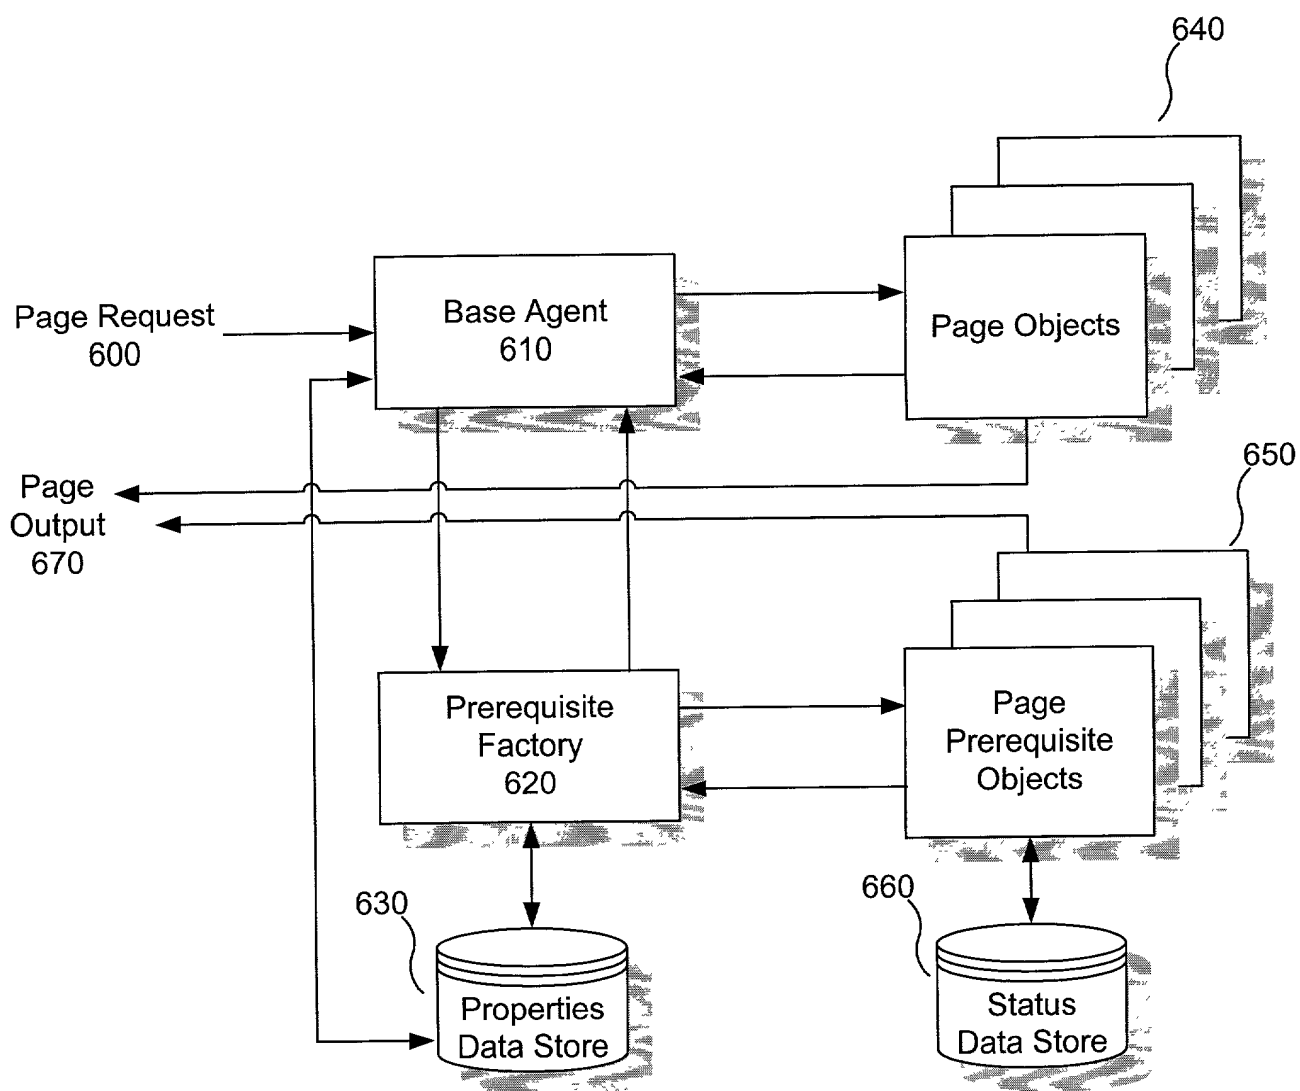 640
Page Request
600
Base Agent
610
Page Objects
650
Page
Output
670
Prerequisite
Factory
620
Page
Prerequisite
Objects
630
660
Properties
Data Store
Status
Data Store